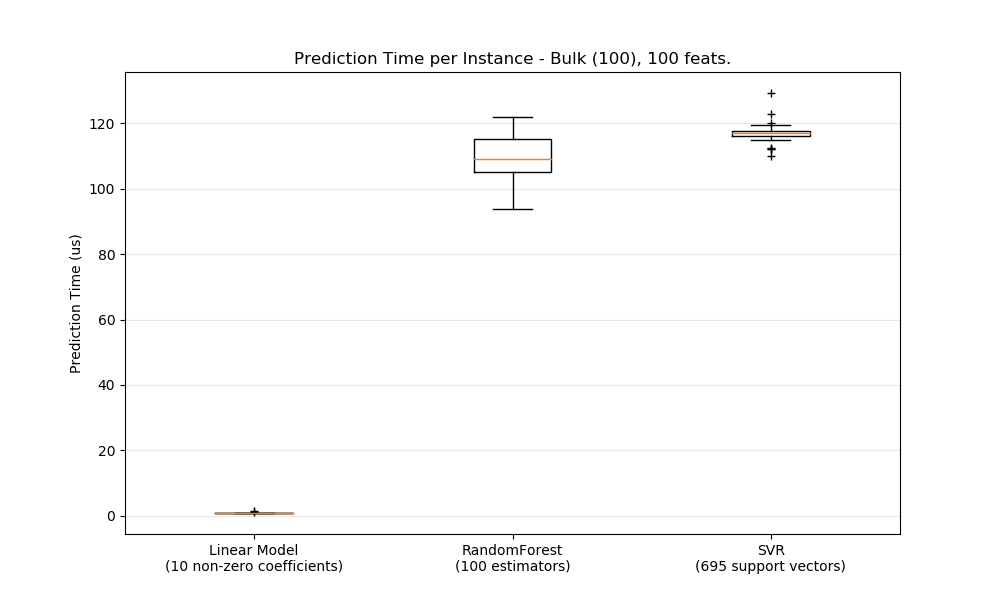 Prediction Time per Instance - Bulk (100), 100 feats.
Prediction Time (us)
120
100
80
60
40
20
0
Linear Model
(10 non-zero coefficients)
RandomForest
(100 estimators)
SVR
(695 support vectors)